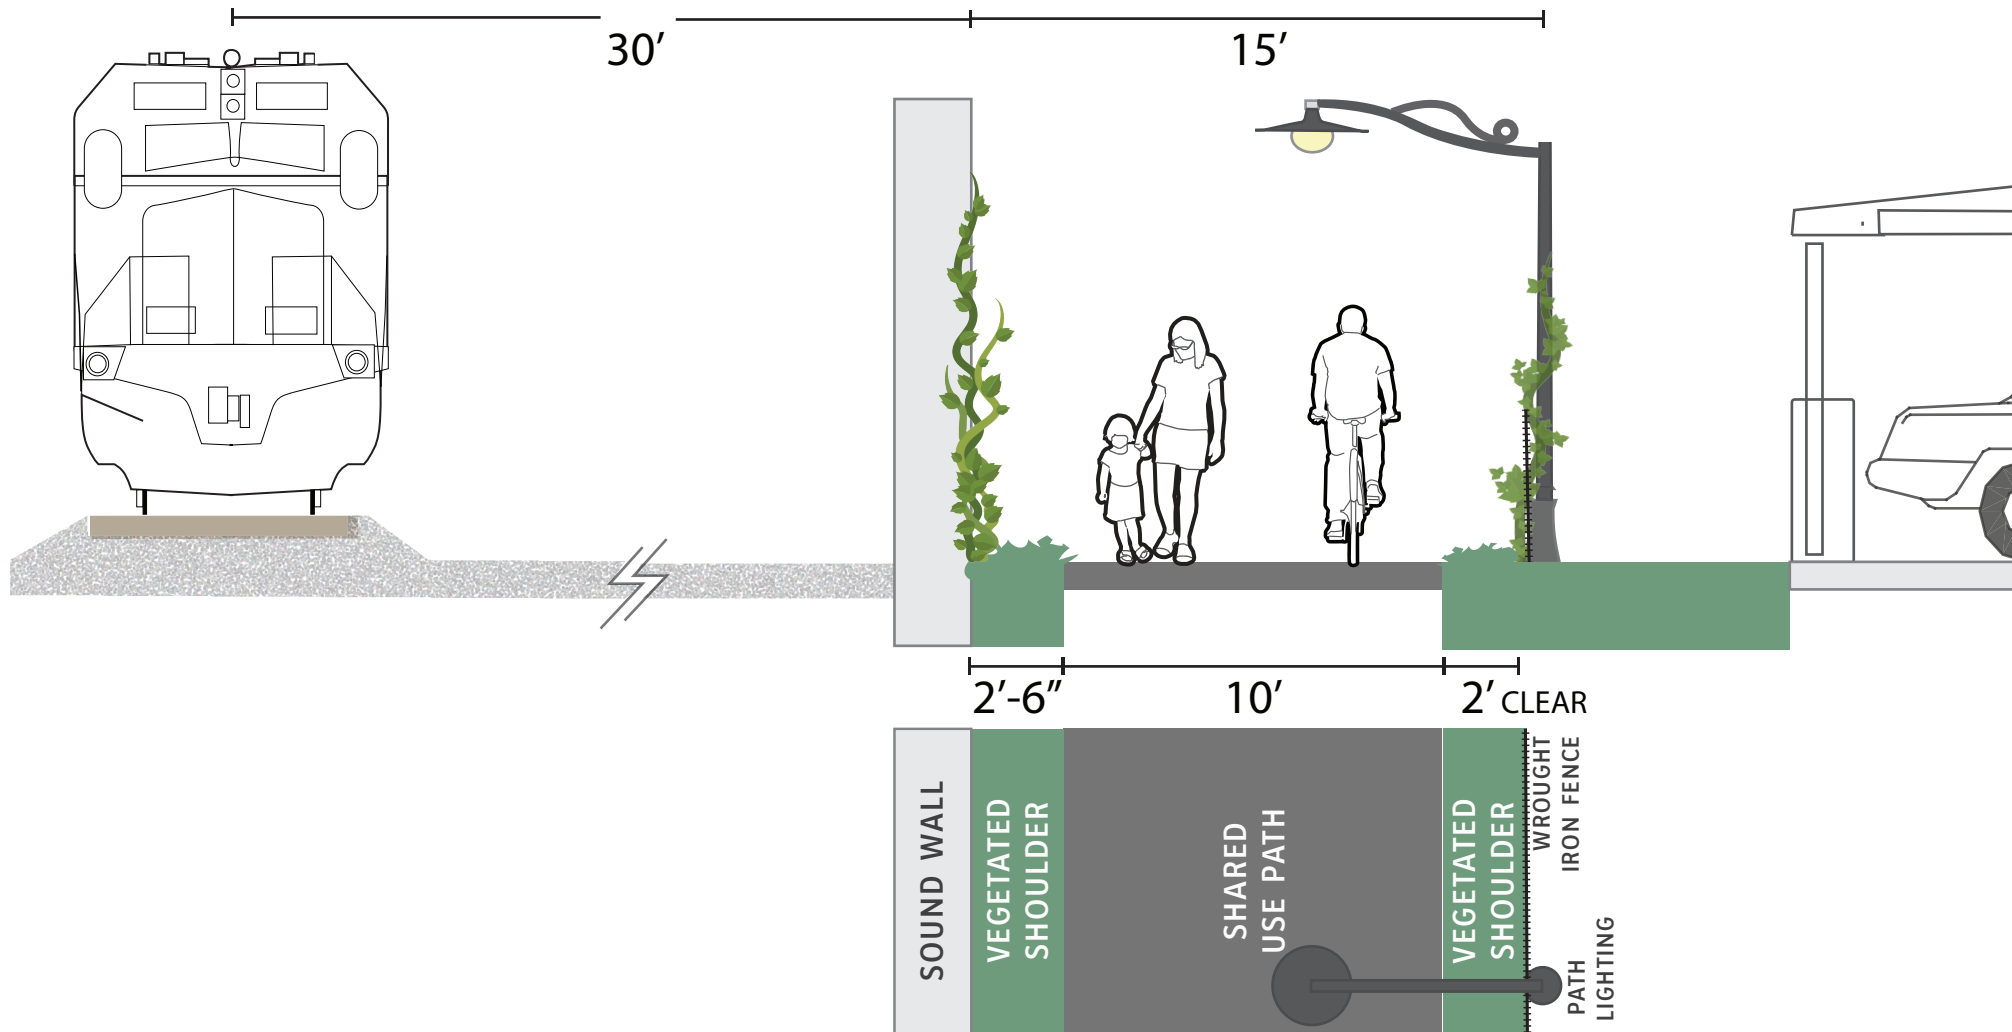 30′
15′
2′-6″
10′
2′ CLEAR
SOUND WALL
VEGETATED
SHOULDER
SHARED
USE PATH
VEGETATED
SHOULDER
WROUGHT
IRON FENCE
PATH
LIGHTING